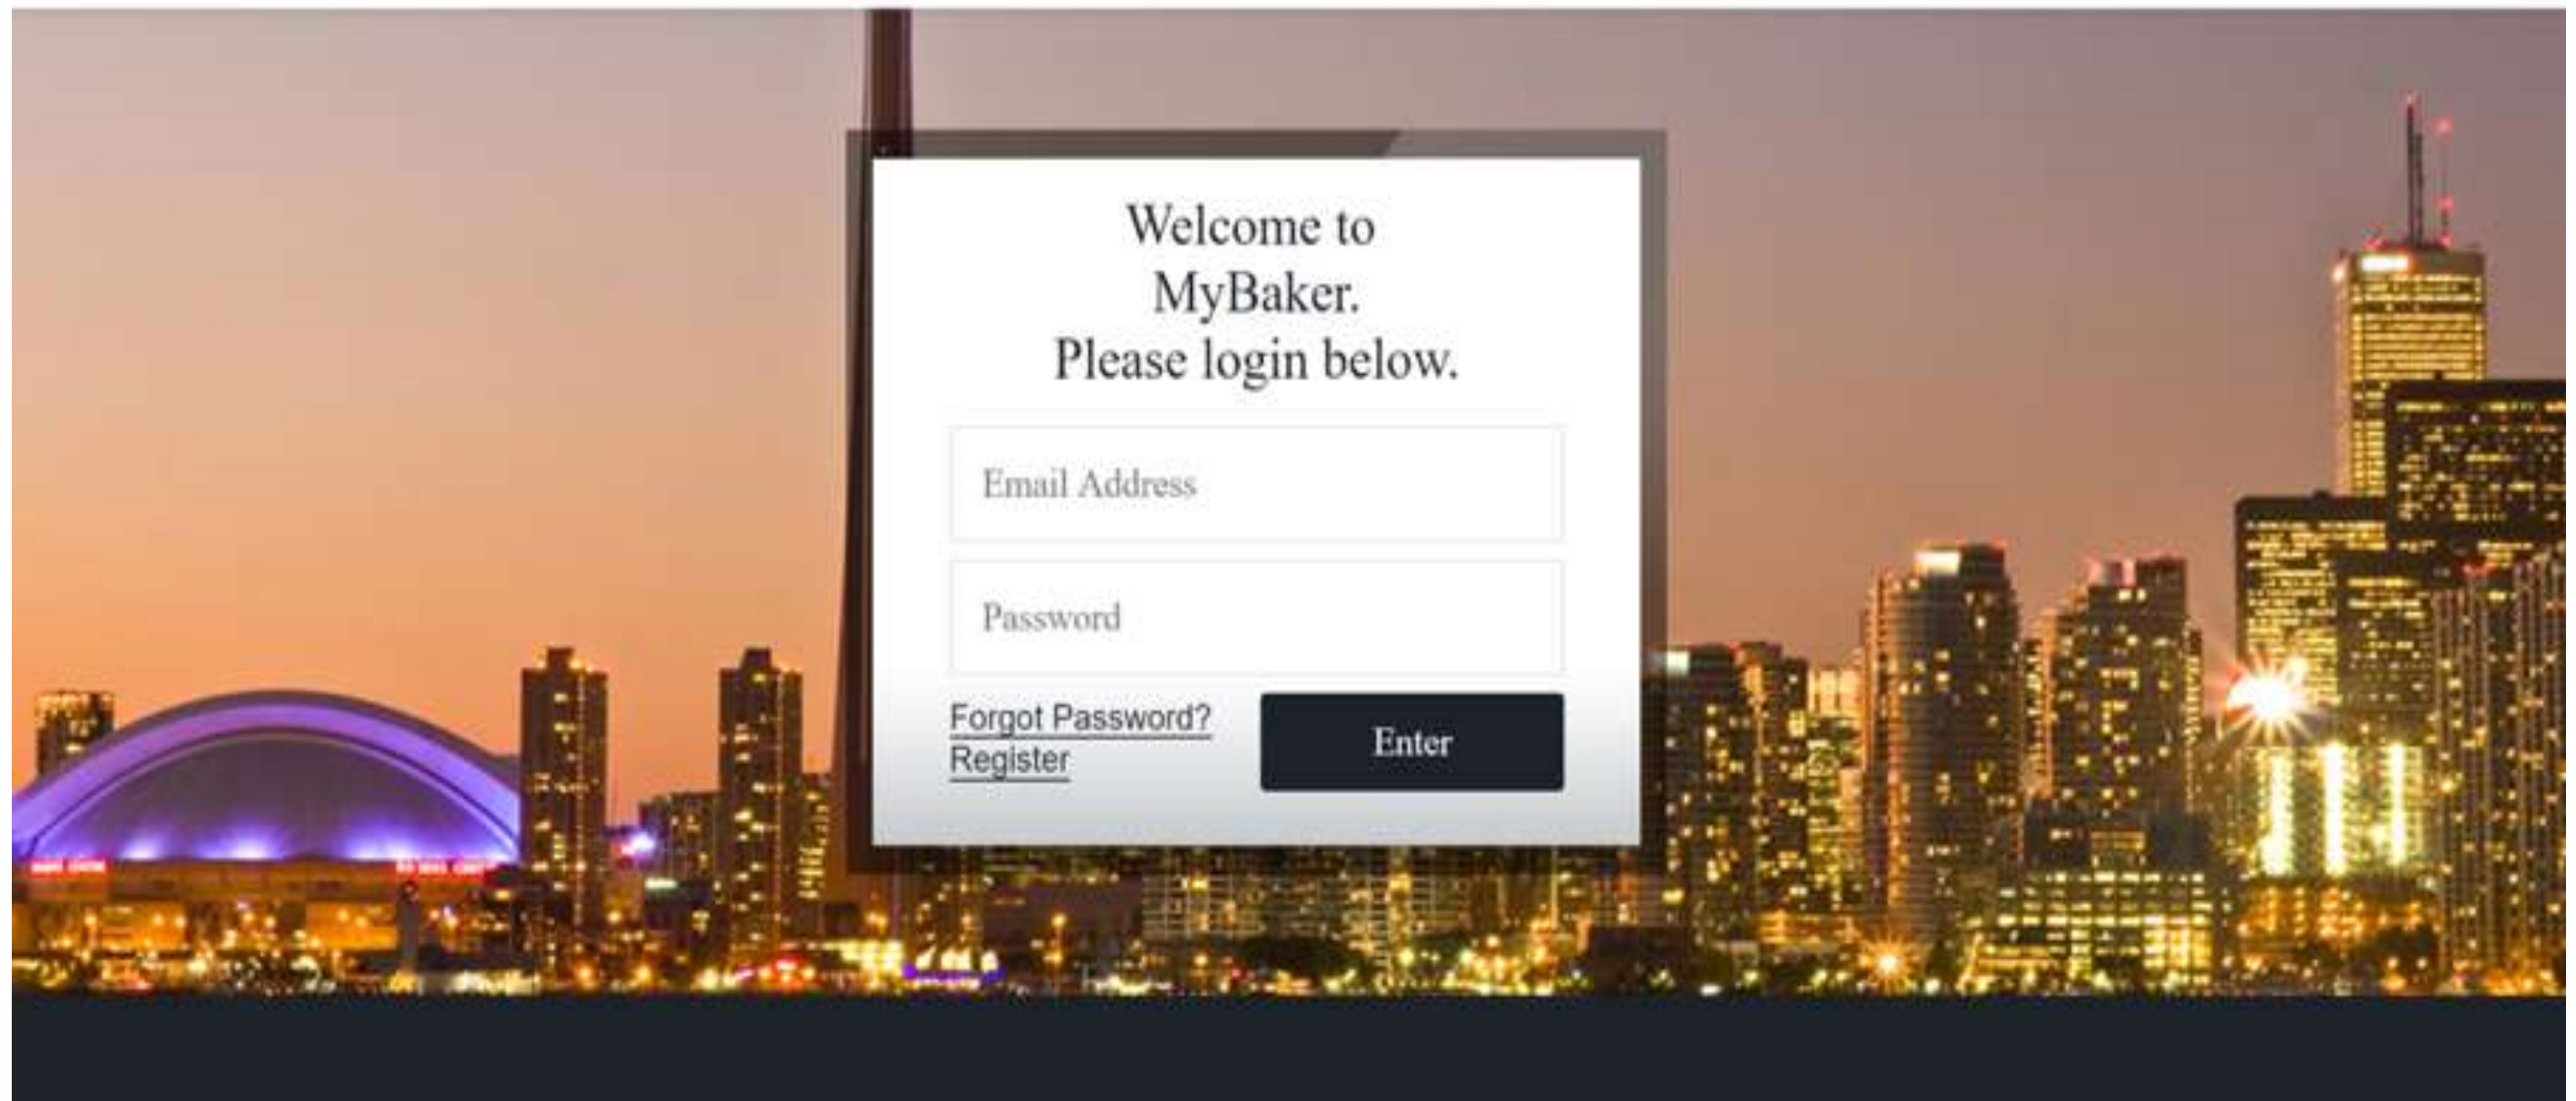 Welcome to
MyBaker.
Please login below.
Email Address
Password
Forgot Password?
Register
Enter